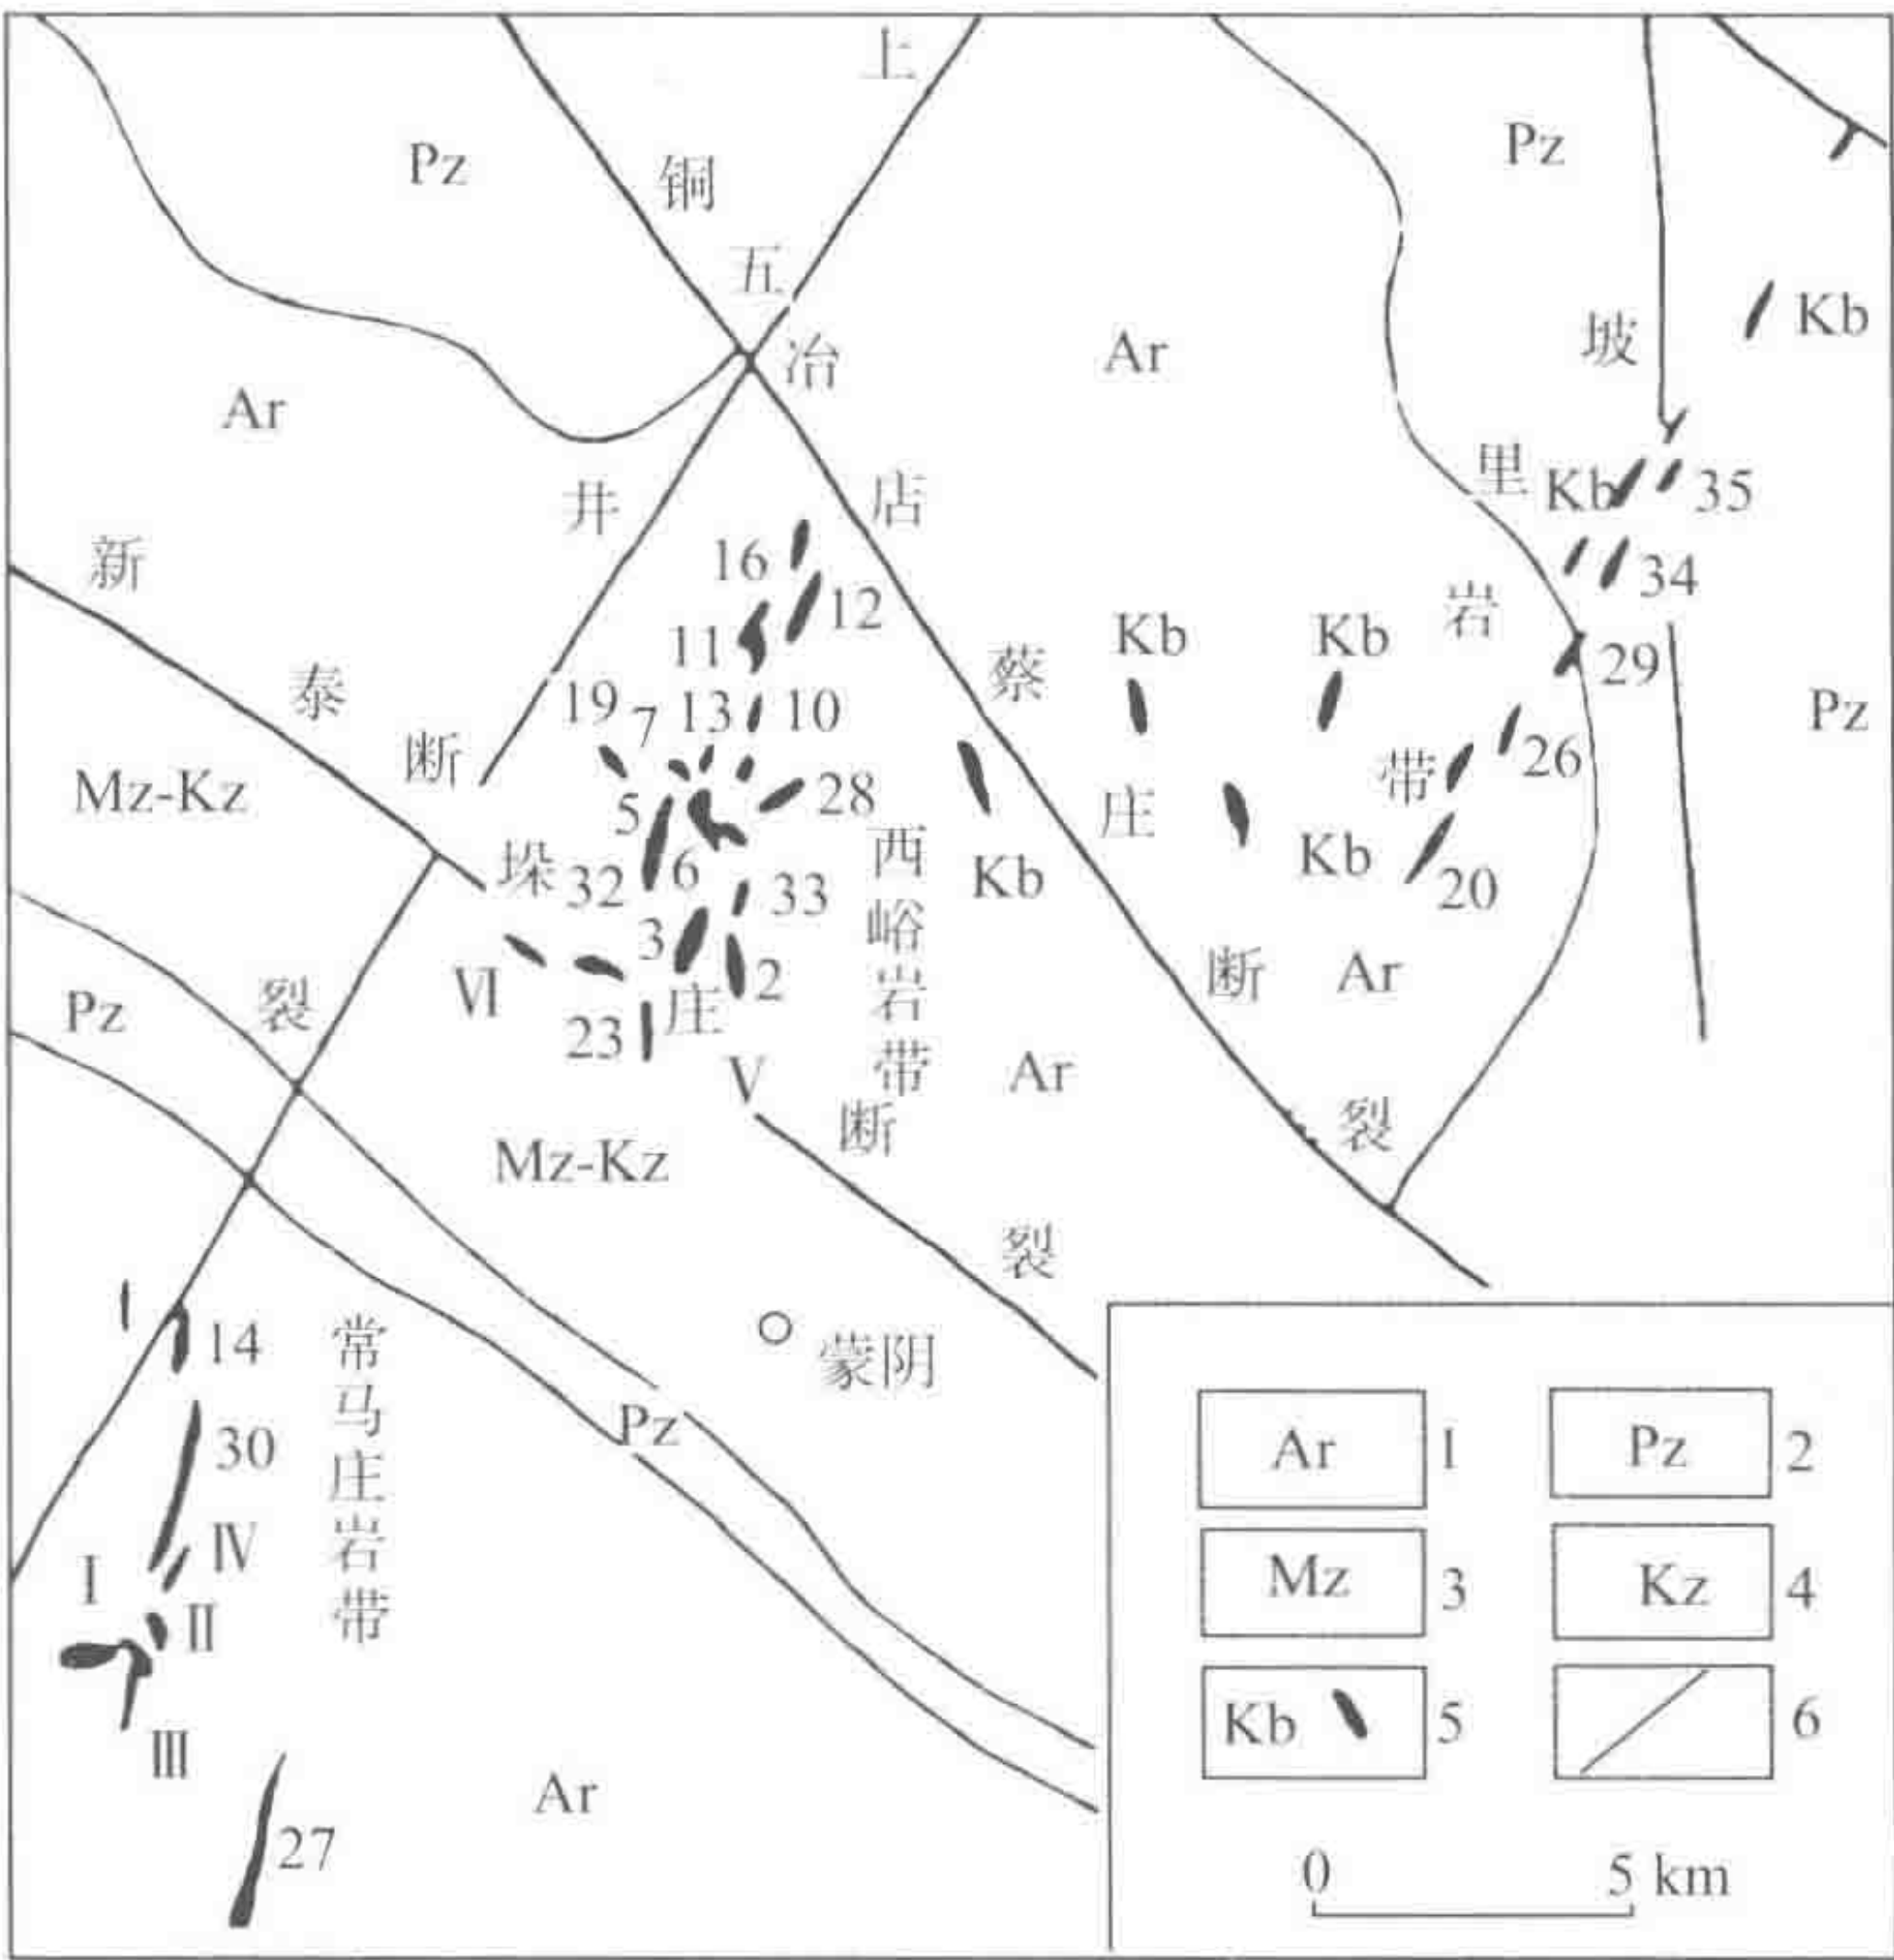 上
Pz
Pz
铜
五
Kb
冶
Ar
坡
Ar
井
店
里
Kb
35
新
16
34
12
岩
11
Kb
Kb
29
泰
蔡
19
7
13
10
Pz
断
26
带
Mz-Kz
5
28
庄
西峪岩带
垛
32
6
Kb
Kb
20
33
3
断
Ar
Ⅵ
2
Pz
裂
庄
23
Ⅴ
Ar
断
裂
Mz-Kz
裂
蒙阴
14
常马庄岩带
Pz
30
Ⅳ
Ⅰ
Ⅱ
Ⅲ
Ar
27
Ar 1
Pz 2
Mz 3
Kz 4
Kb 5
6
0 5 km